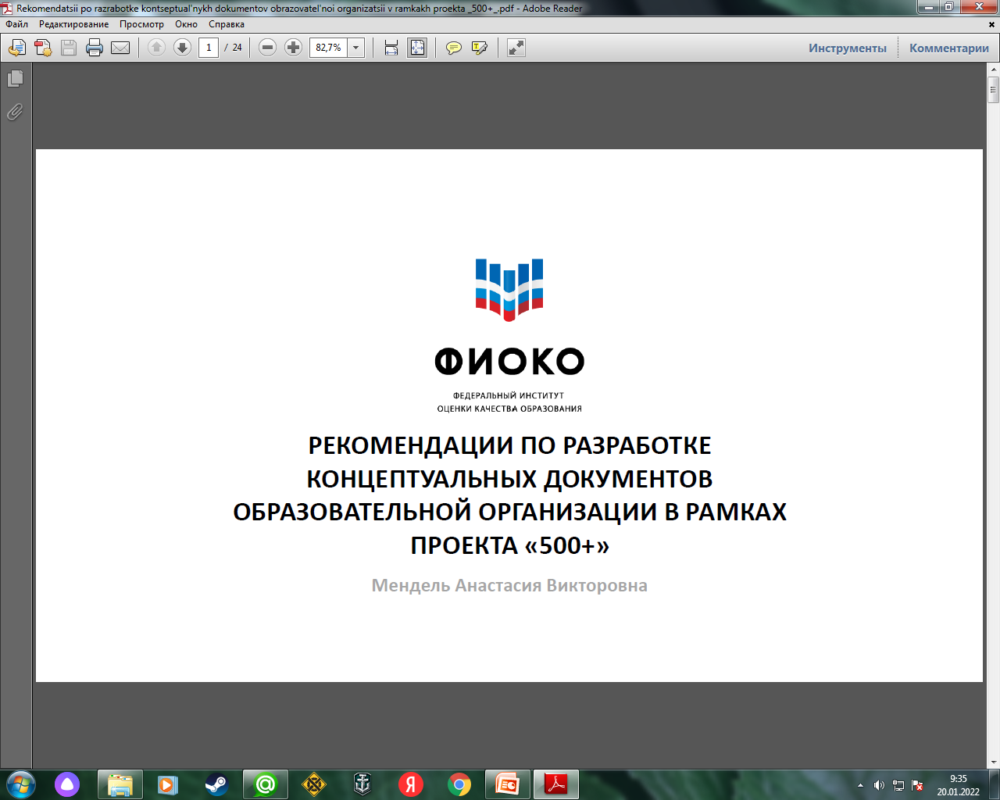 Rekomendatsii po razrabotke kontseptual'nykh dokumentov obrazovatel'noi organizatsii v ramkakh proekta _500+_.pdf - Adobe Reader
Файл Редактирование Просмотр Окно Справка
1 / 24 82,7% Инструменты Комментарии
ФИОКО
ФЕДЕРАЛЬНЫЙ ИНСТИТУТ
ОЦЕНКИ КАЧЕСТВА ОБРАЗОВАНИЯ
РЕКОМЕНДАЦИИ ПО РАЗРАБОТКЕ
КОНЦЕПТУАЛЬНЫХ ДОКУМЕНТОВ
ОБРАЗОВАТЕЛЬНОЙ ОРГАНИЗАЦИИ В РАМКАХ
ПРОЕКТА «500+»
Мендель Анастасия Викторовна
9:35
20.01.2022